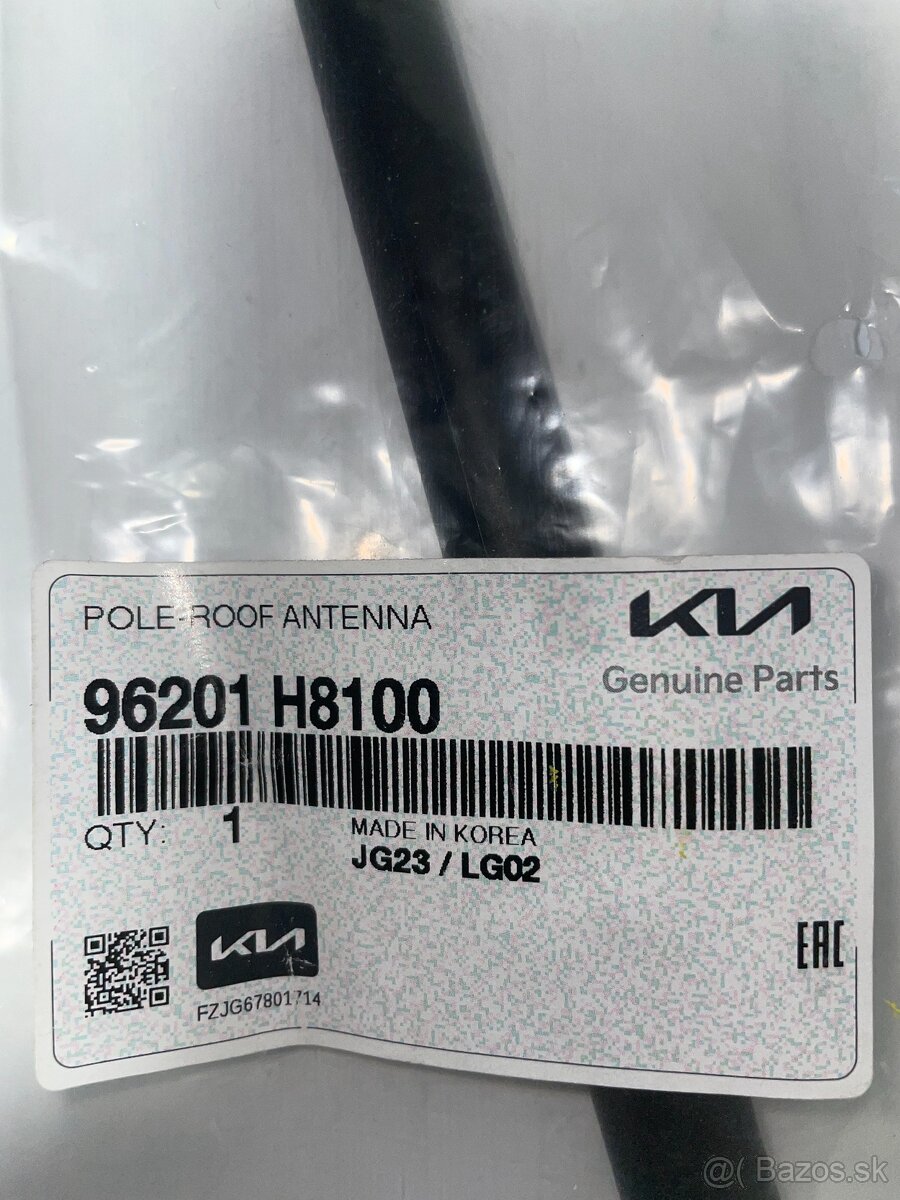 POLE-ROOF ANTENNA
KIA
Genuine Parts
96201 H8100
QTY: 1
MADE IN KOREA
JG23 / LG02
KIA
FZJG67801714
EAC
@( Bazos.sk